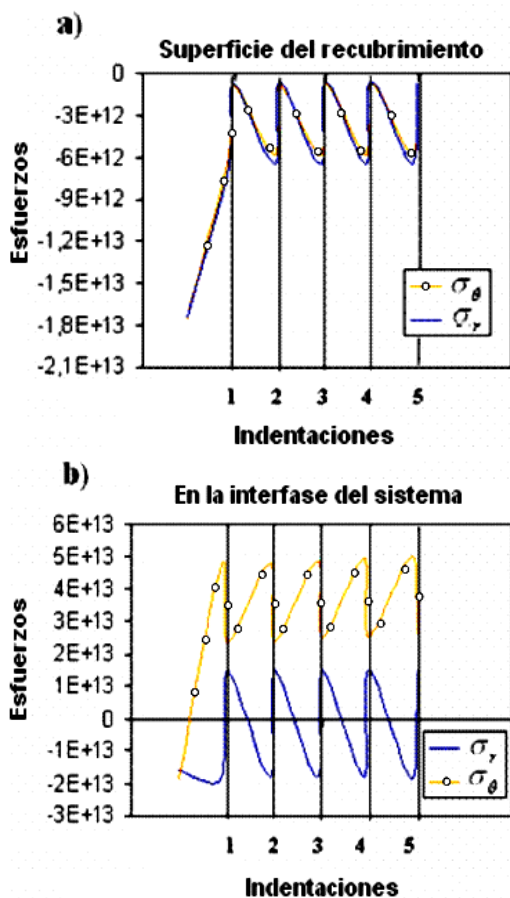 a)
Superficie del recubrimiento
Esfuerzos
0
-3E+12
-6E+12
-9E+12
-1,2E+13
-1,5E+13
-1,8E+13
-2,1E+13
σθ
σr
1 2 3 4 5
Indentaciones
b)
En la interfase del sistema
Esfuerzos
6E+13
5E+13
4E+13
3E+13
2E+13
1E+13
0
-1E+13
-2E+13
-3E+13
σr
σθ
1 2 3 4 5
Indentaciones